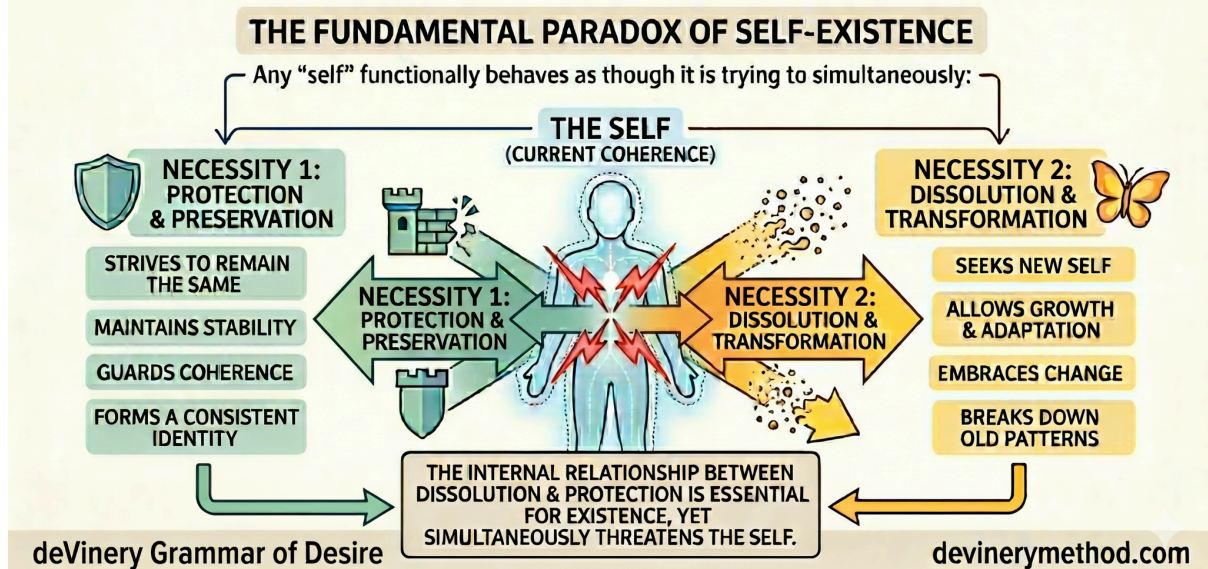 THE FUNDAMENTAL PARADOX OF SELF-EXISTENCE
Any “self” functionally behaves as though it is trying to simultaneously:
THE SELF
(CURRENT COHERENCE)
NECESSITY 1:
PROTECTION
& PRESERVATION
STRIVES TO REMAIN
THE SAME
MAINTAINS STABILITY
GUARDS COHERENCE
FORMS A CONSISTENT
IDENTITY
NECESSITY 1:
PROTECTION &
PRESERVATION
NECESSITY 2:
DISSOLUTION &
TRANSFORMATION
NECESSITY 2:
DISSOLUTION &
TRANSFORMATION
SEEKS NEW SELF
ALLOWS GROWTH
& ADAPTATION
EMBRACES CHANGE
BREAKS DOWN
OLD PATTERNS
THE INTERNAL RELATIONSHIP BETWEEN
DISSOLUTION & PROTECTION IS ESSENTIAL
FOR EXISTENCE, YET
SIMULTANEOUSLY THREATENS THE SELF.
deVinery Grammar of Desire
devinerymethod.com